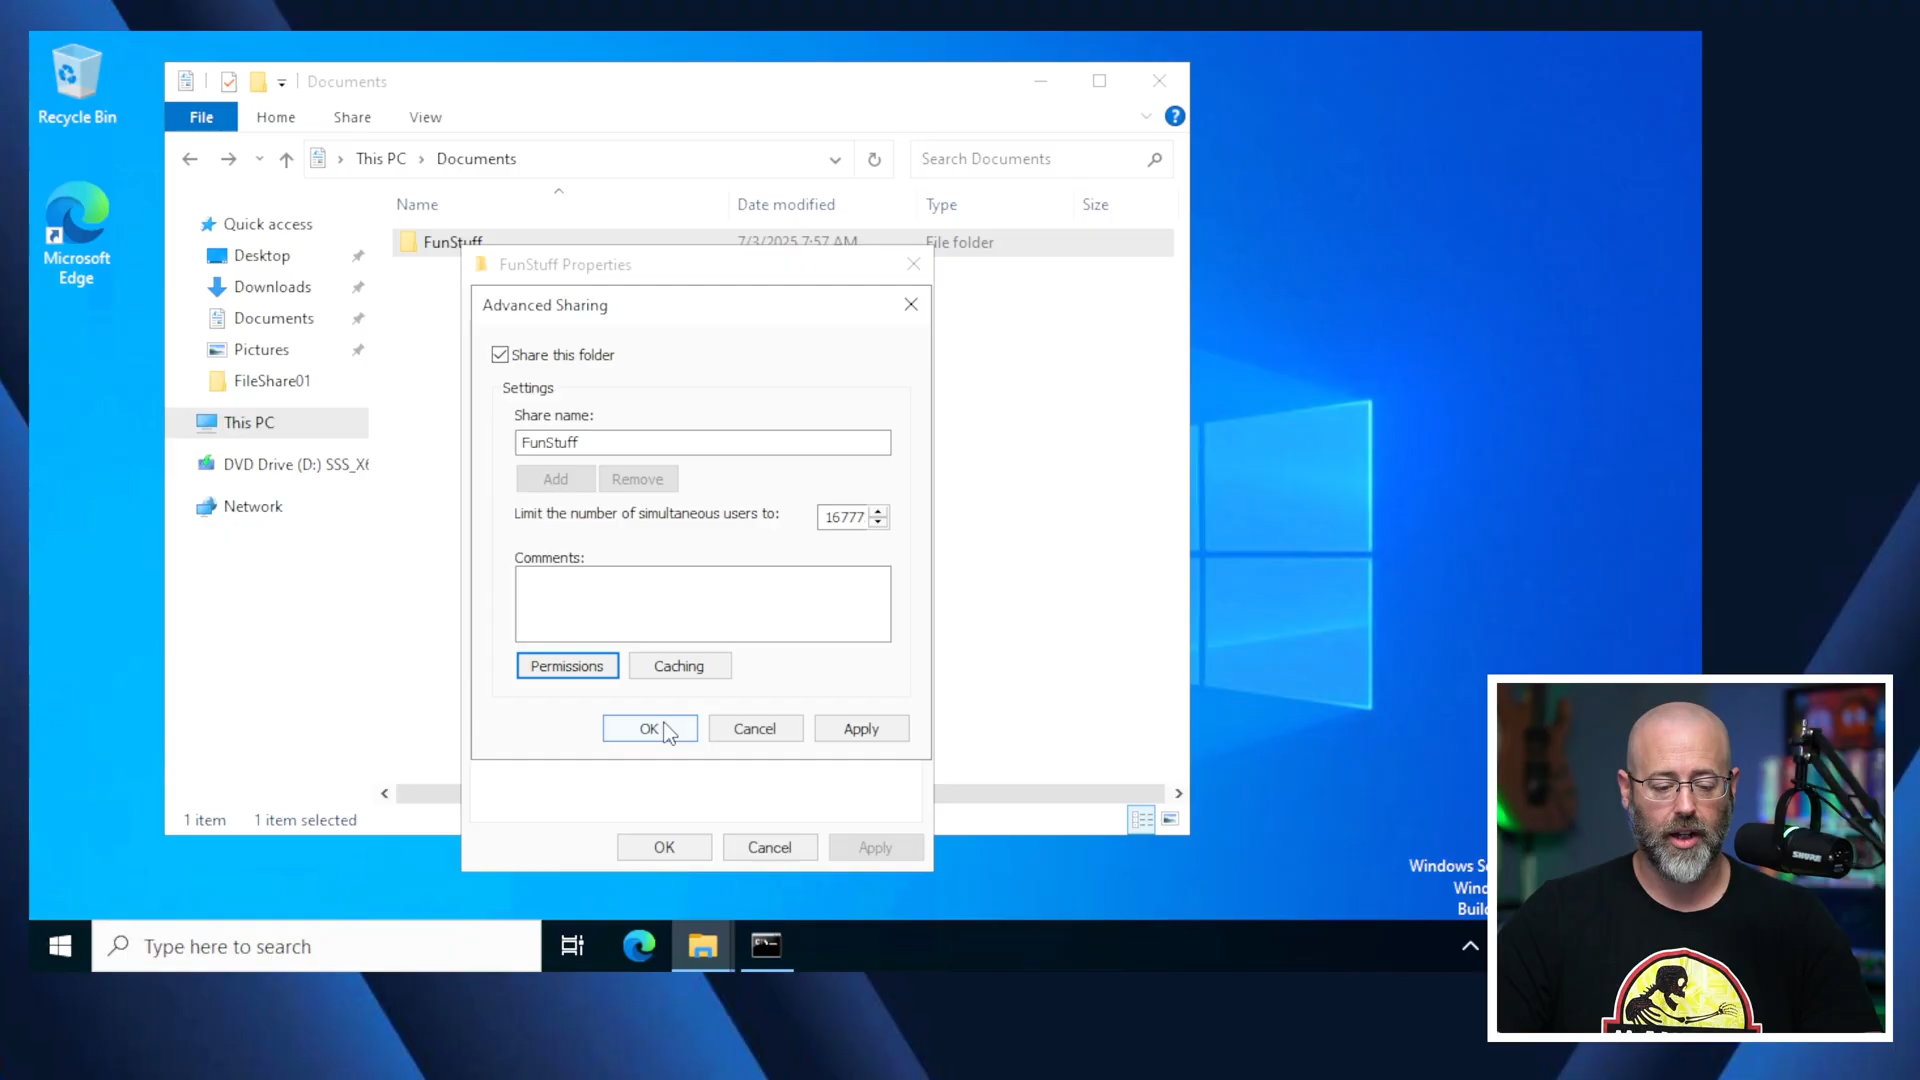 Recycle Bin
Microsoft
Edge
Documents
File
Home
Share
View
?
This PC
Documents
Search Documents
Name
Date modified
Type
Size
Quick access
Desktop
Downloads
Documents
Pictures
FileShare01
This PC
DVD Drive (D:) SSS_X6
Network
FunStuff
7/3/2025 7:57 AM
File folder
FunStuff Properties
Advanced Sharing
Share this folder
Settings
Share name:
FunStuff
Add
Remove
Limit the number of simultaneous users to:
16777
Comments:
Permissions
Caching
OK
Cancel
Apply
OK
Cancel
Apply
1 item
1 item selected
Windows Se
Wind
Build
Type here to search
SHURE